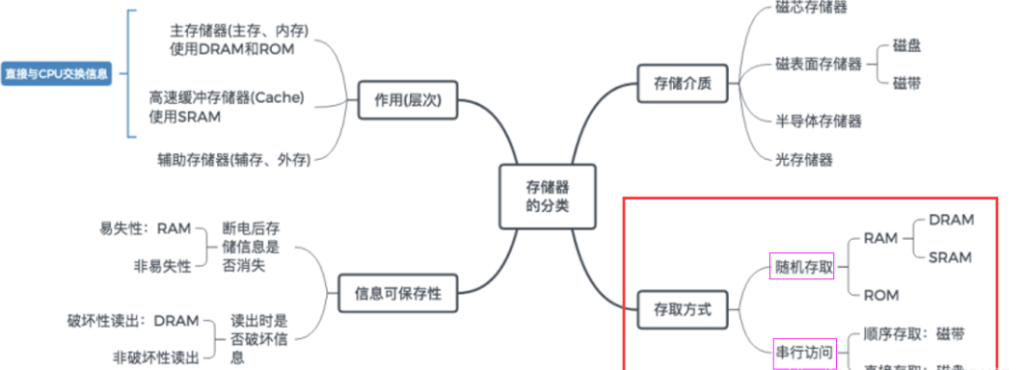 主存储器(主存、内存)
使用DRAM和ROM
直接与CPU交换信息
高速缓冲存储器(Cache)
使用SRAM
辅助存储器(辅存、外存)
作用(层次)
存储介质
磁芯存储器
磁表面存储器
磁盘
磁带
半导体存储器
光存储器
存储器
的分类
易失性：RAM
非易失性
断电后存
储信息是
否消失
破坏性读出：DRAM
非破坏性读出
读出时是
否破坏信
息
信息可保存性
存取方式
随机存取
RAM
DRAM
SRAM
ROM
串行访问
顺序存取：磁带
直接存取：磁盘